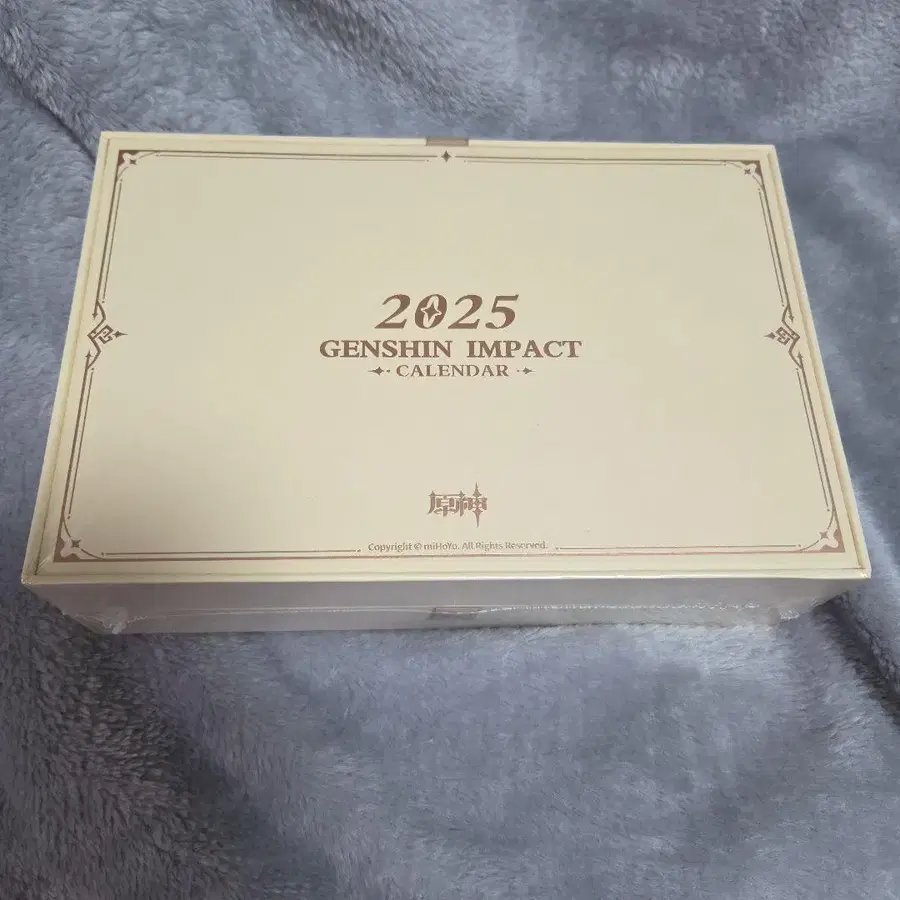 2025
GENSHIN IMPACT
CALENDAR
原神
Copyright © miHoYo. All Rights Reserved.